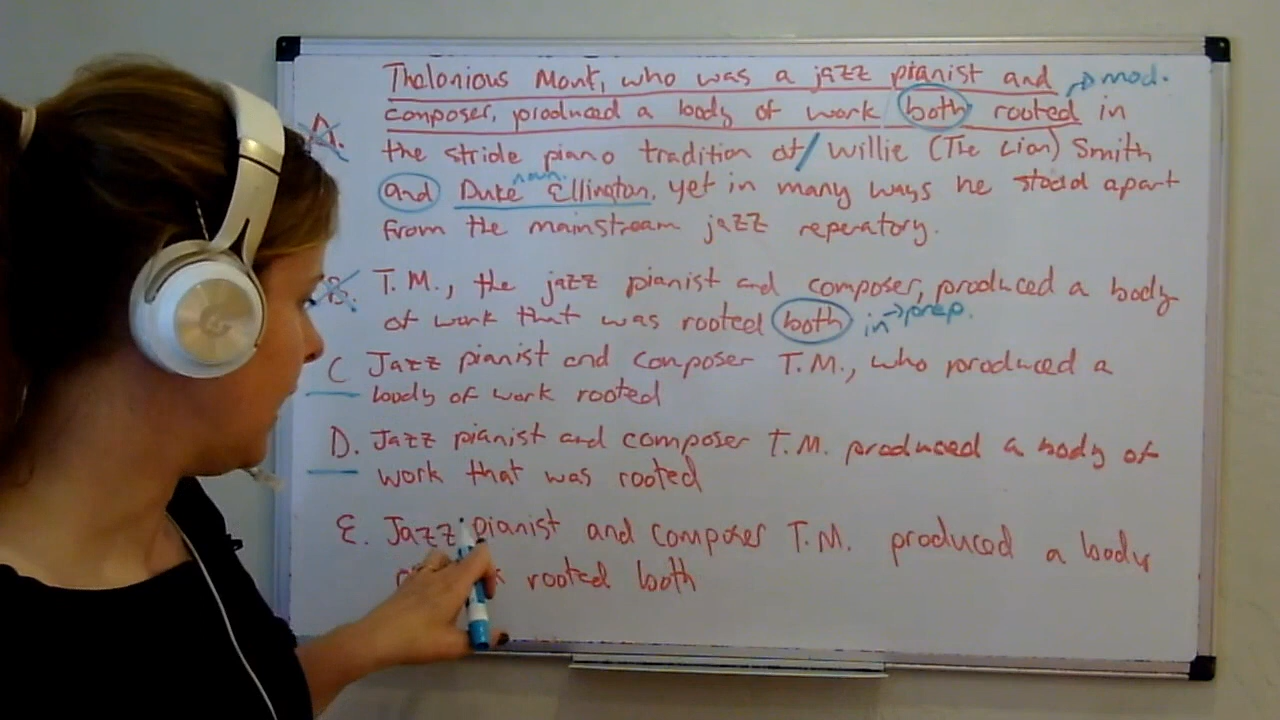 Thelonious Monk, who was a jazz pianist and → mod.
composer, produced a body of work both rooted in
A. the stride piano tradition of / Willie (The Lion) Smith
noun
and Duke Ellington, yet in many ways he stood apart
from the mainstream jazz reperatory.
B. T.M., the jazz pianist and composer, produced a body
of work that was rooted both in → prep.
C Jazz pianist and composer T.M., who produced a
body of work rooted
D. Jazz pianist and composer T.M. produced a body of
work that was rooted
E. Jazz pianist and composer T.M. produced a body
rooted both